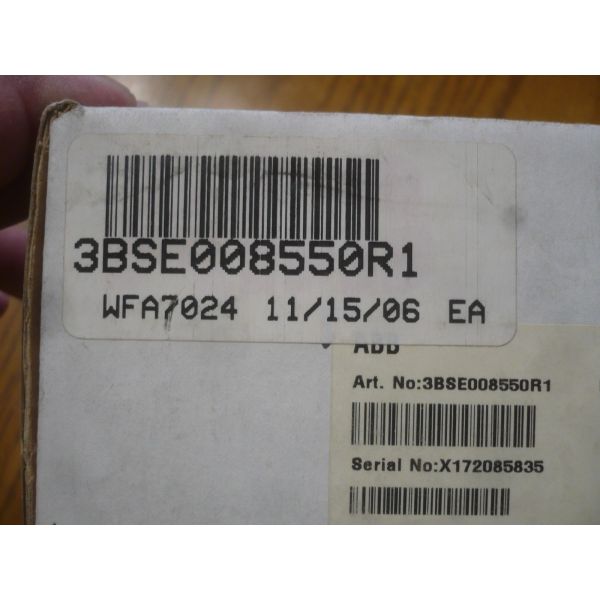 3BSE008550R1
WFA7024 11/15/06 EA
ABB
Art. No:3BSE008550R1
Serial No:X172085835